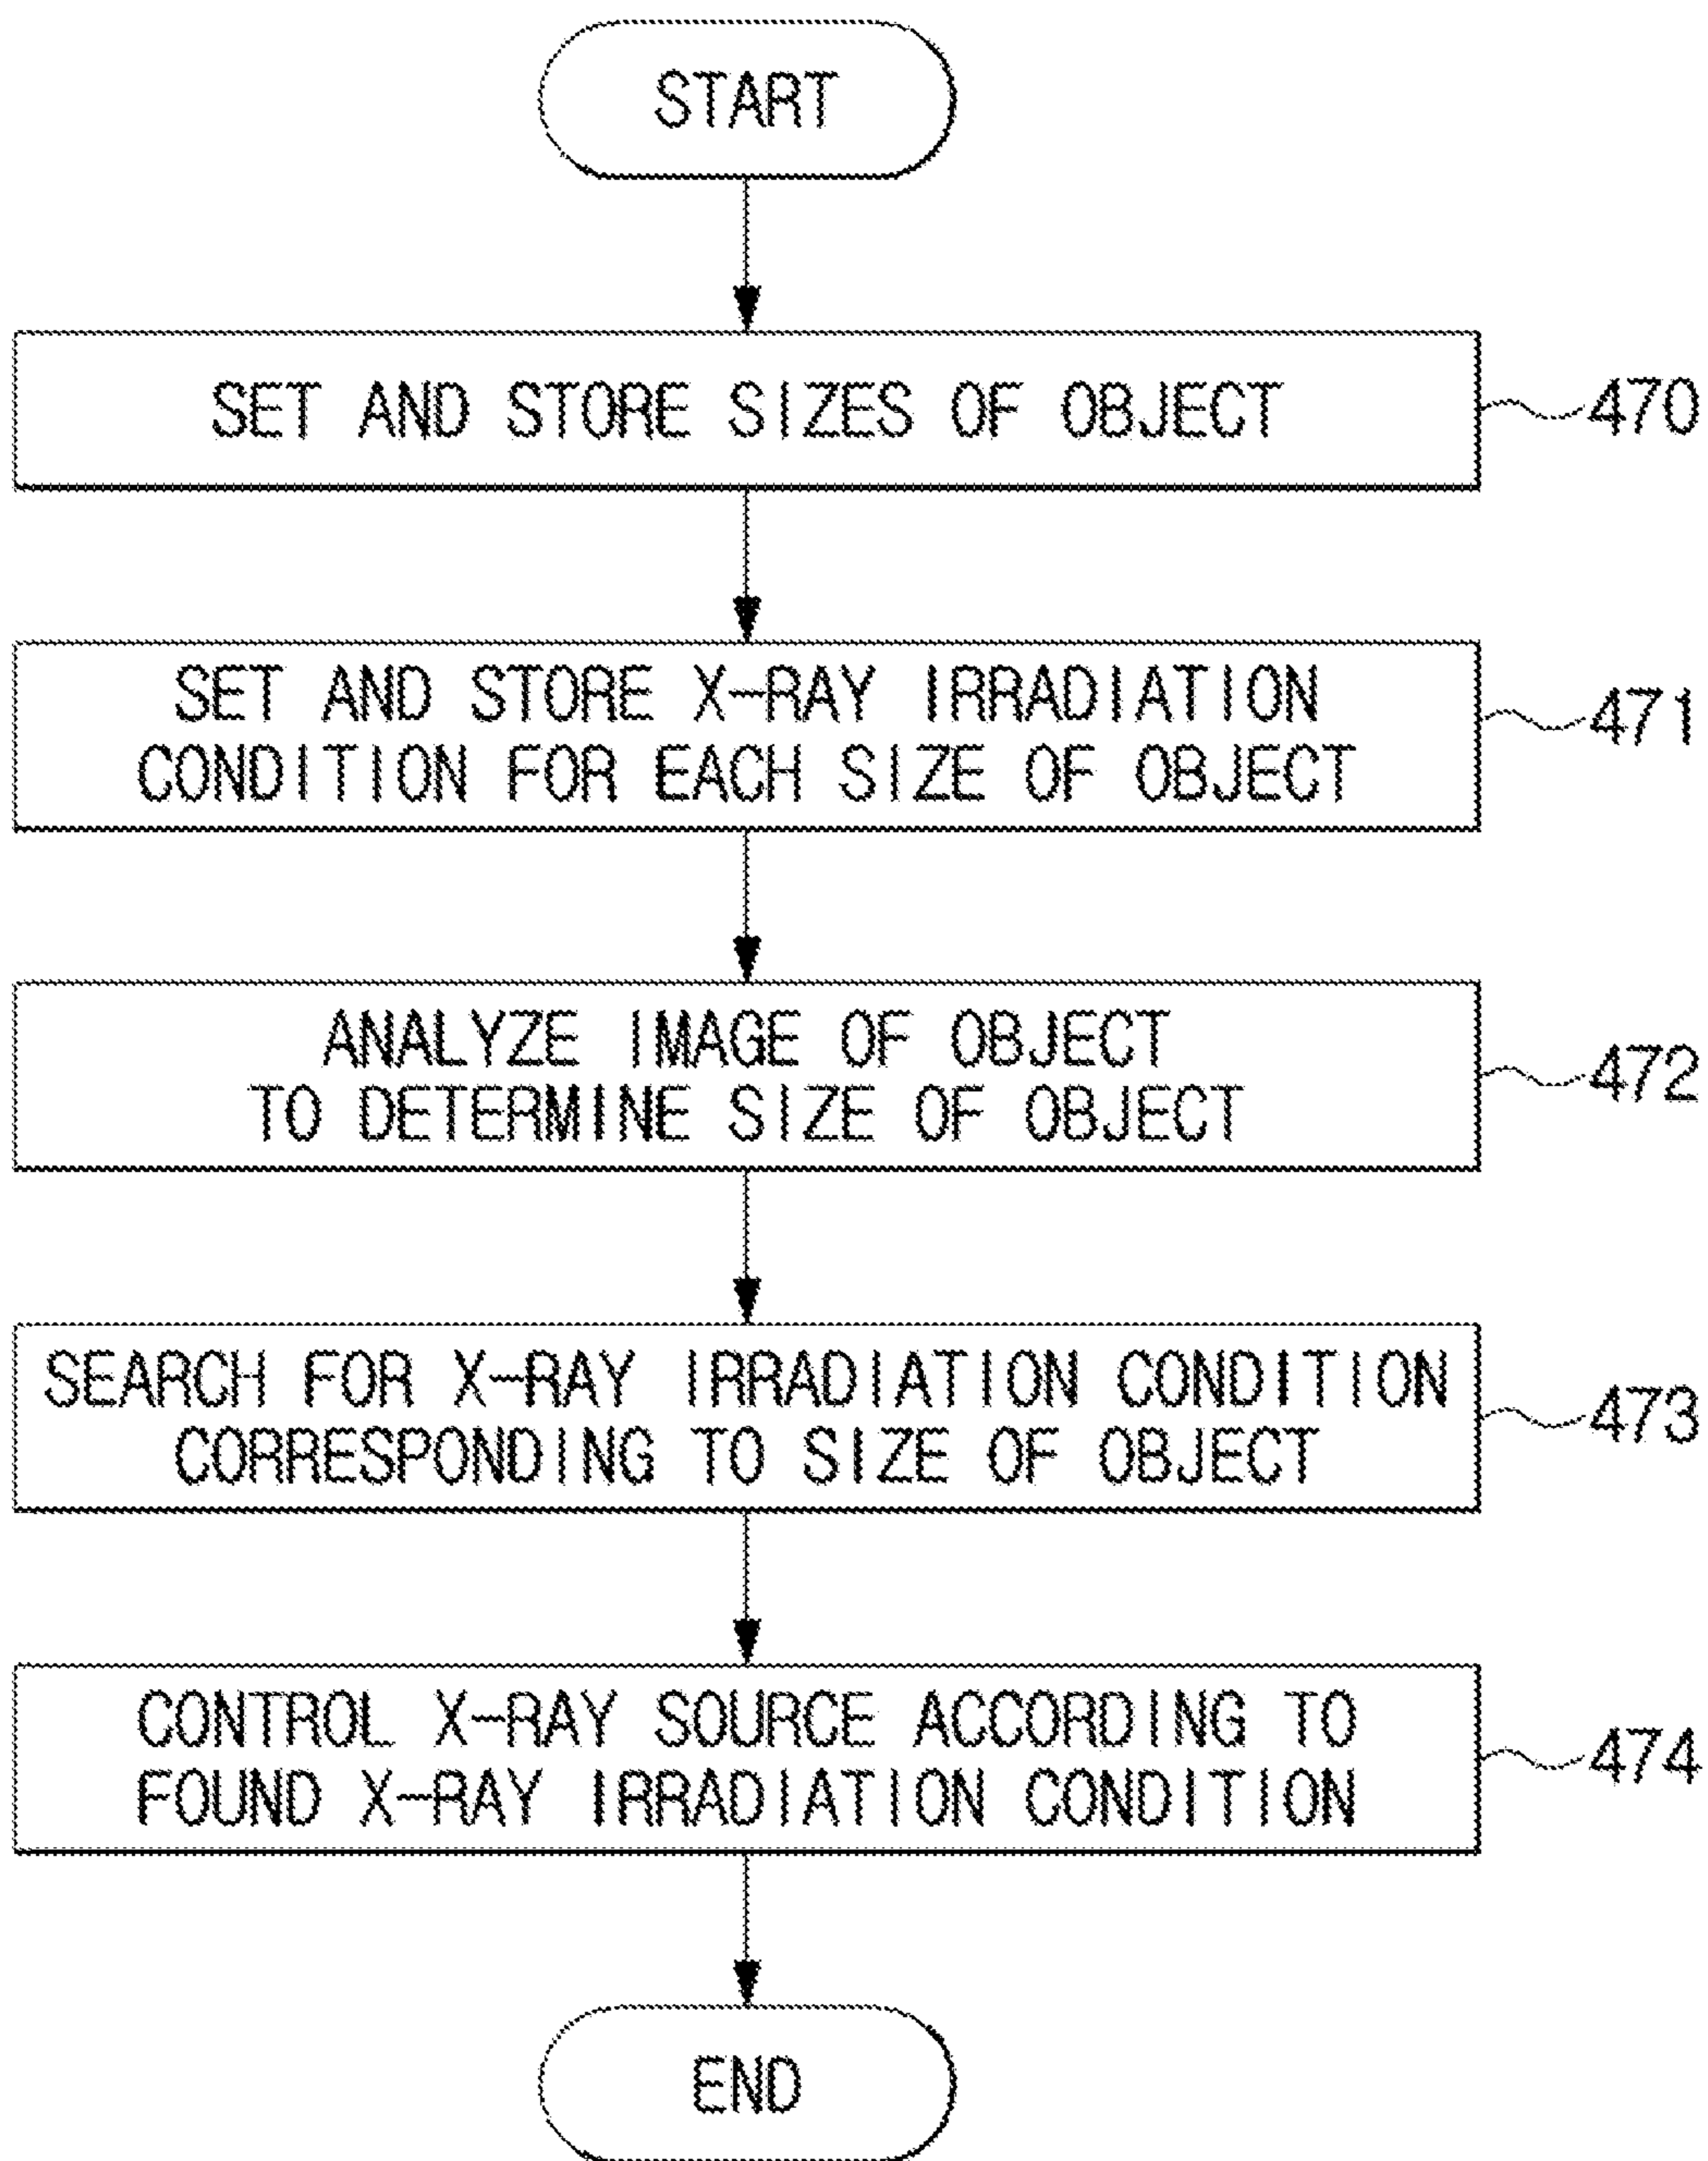 START
SET AND STORE SIZES OF OBJECT
470
SET AND STORE X-RAY IRRADIATION
CONDITION FOR EACH SIZE OF OBJECT
471
ANALYZE IMAGE OF OBJECT
TO DETERMINE SIZE OF OBJECT
472
SEARCH FOR X-RAY IRRADIATION CONDITION
CORRESPONDING TO SIZE OF OBJECT
473
CONTROL X-RAY SOURCE ACCORDING TO
FOUND X-RAY IRRADIATION CONDITION
474
END